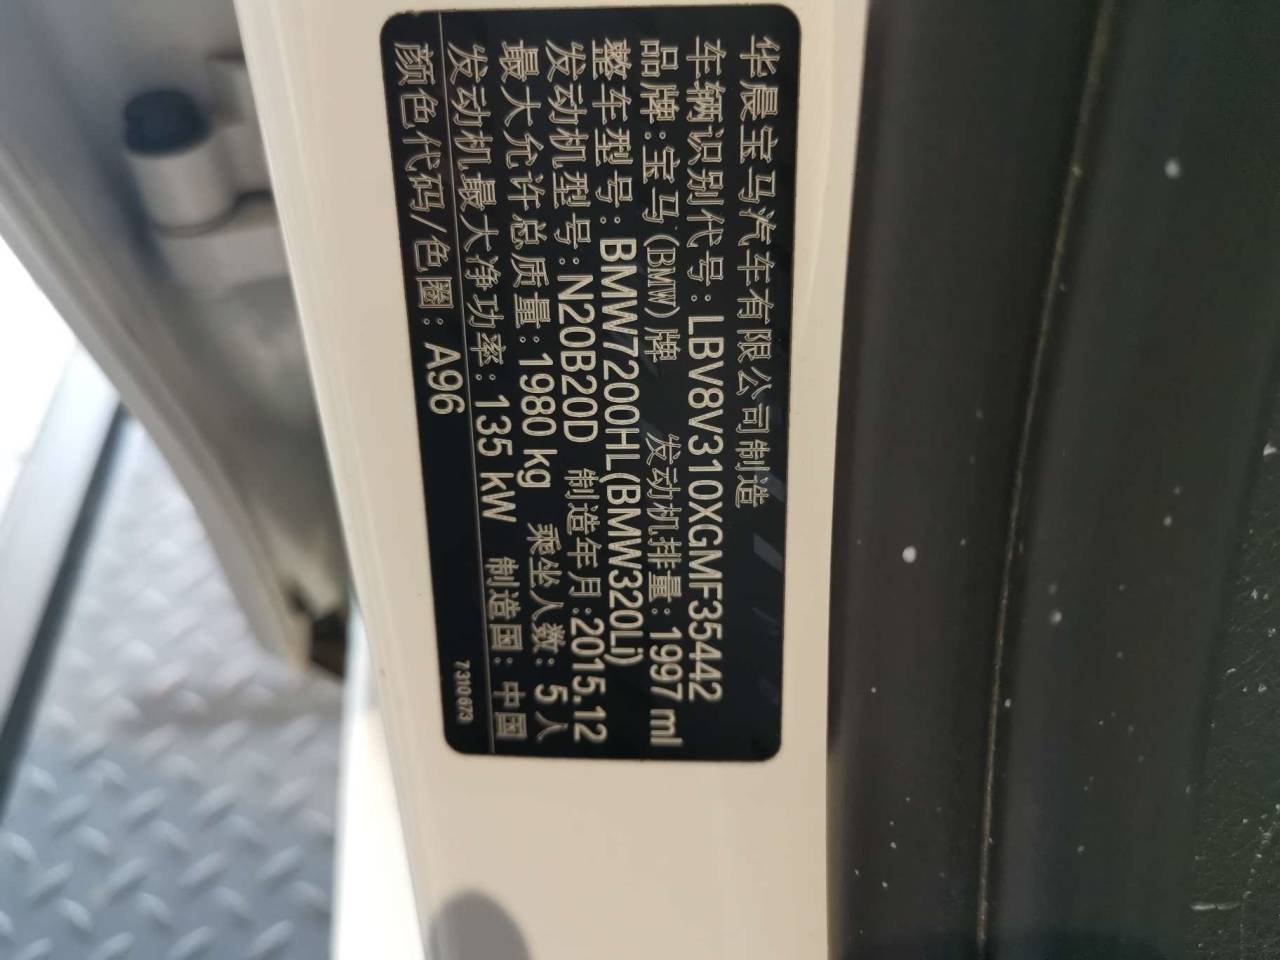 华晨宝马汽车有限公司制造
车辆识别代号:LBV8V310XGMF35442
品牌:宝马(BMW)牌 发动机排量:1997 ml
整车型号:BMW7200HL(BMW320Li)
发动机型号:N20B20D 制造年月:2015.12
最大允许总质量:1980 kg 乘坐人数:5人
发动机最大净功率:135 kW 制造国:中国
颜色代码/色圈:A96
7310673